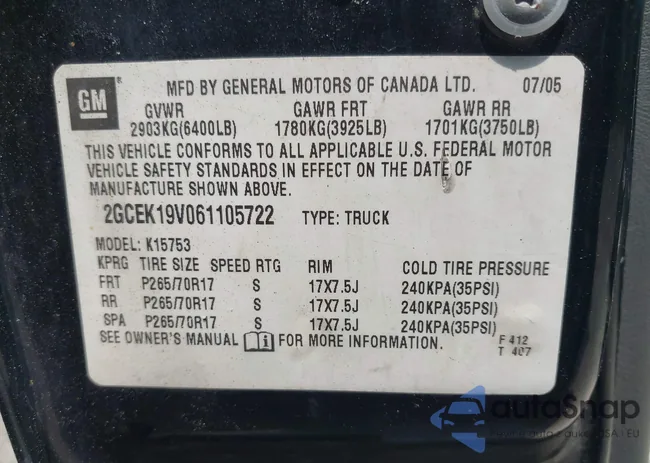 GM MFD BY GENERAL MOTORS OF CANADA LTD. 07/05
GVWR GAWR FRT GAWR RR
2903KG(6400LB) 1780KG(3925LB) 1701KG(3750LB)
THIS VEHICLE CONFORMS TO ALL APPLICABLE U.S. FEDERAL MOTOR
VEHICLE SAFETY STANDARDS IN EFFECT ON THE DATE OF
MANUFACTURE SHOWN ABOVE.
2GCEK19V061105722 TYPE: TRUCK
MODEL: K15753
KPRG TIRE SIZE SPEED RTG RIM COLD TIRE PRESSURE
FRT P265/70R17 S 17X7.5J 240KPA(35PSI)
RR P265/70R17 S 17X7.5J 240KPA(35PSI)
SPA P265/70R17 S 17X7.5J 240KPA(35PSI)
SEE OWNER'S MANUAL FOR MORE INFORMATION. F 412
T 407
autoSnap